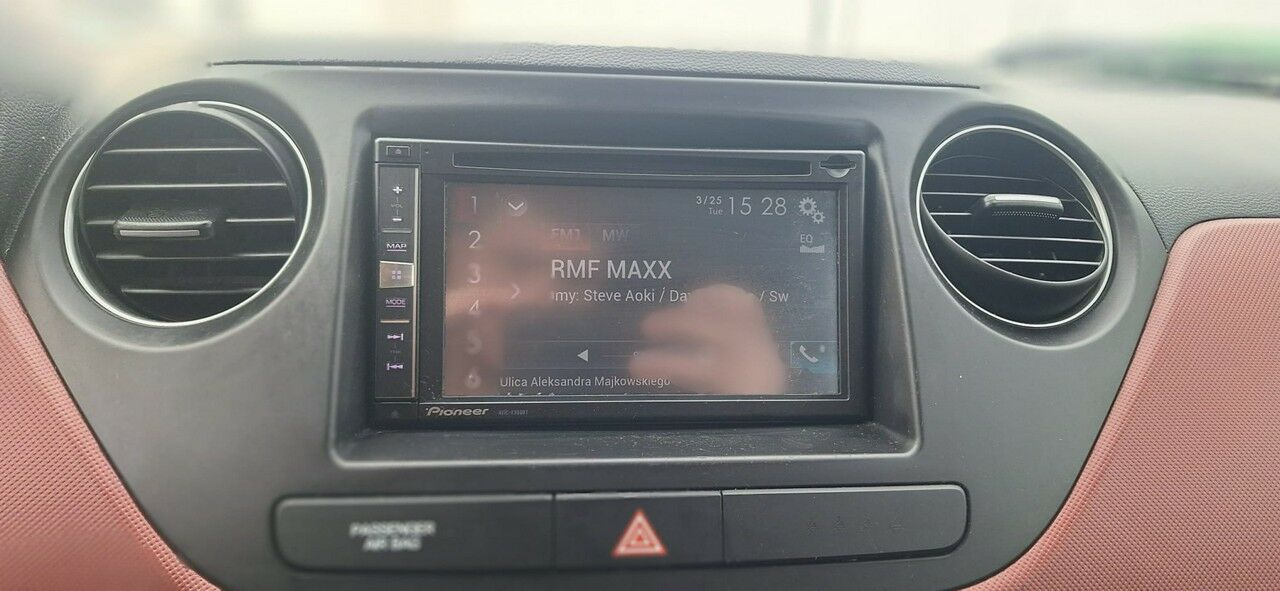 VOL
MAP
MODE
1
2
3
4
5
6
3/25
Tue
15 28
EQ
FM1 MW
RMF MAXX
my: Steve Aoki / Da / Sw
Ulica Aleksandra Majkowskiego
Pioneer
PASSENGER
AIR BAG